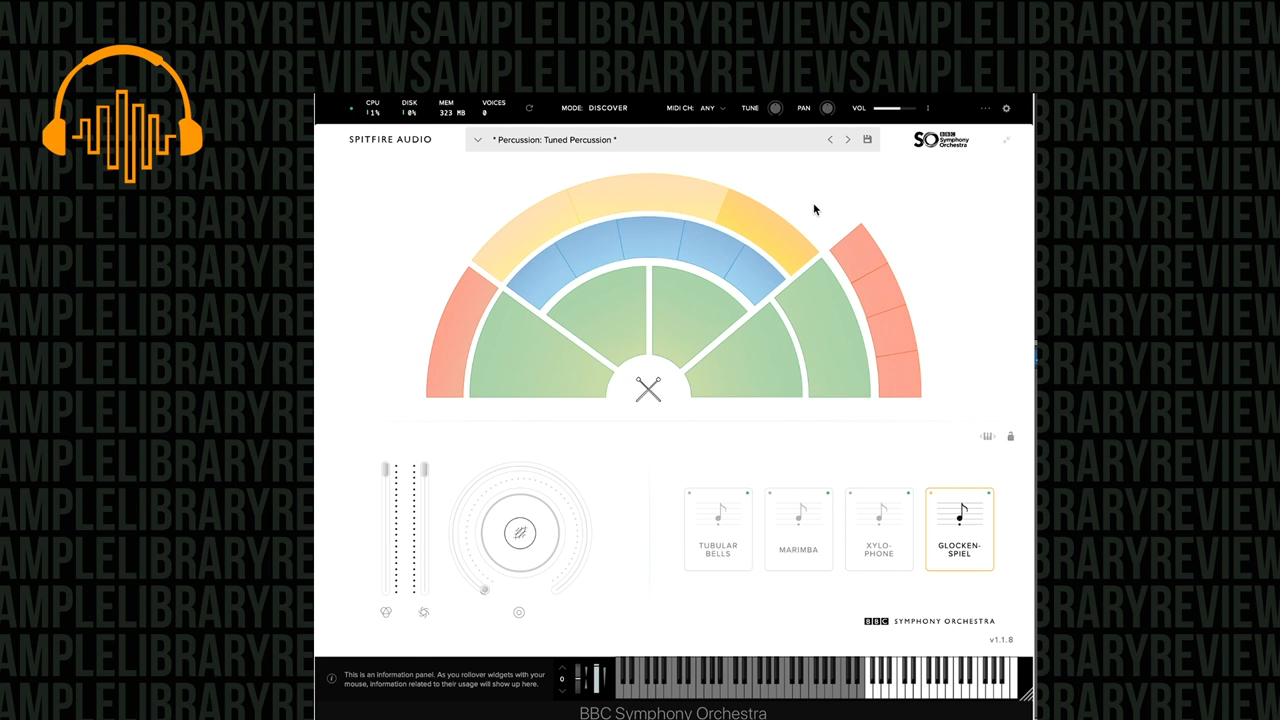 SAMPLELIBRARYREVIEWSAMPLELIBRARYREVIEW
CPU DISK MEM VOICES
1% 0% 323 MB 0
MODE: DISCOVER
MIDI CH: ANY
TUNE
PAN
VOL
SPITFIRE AUDIO
* Percussion: Tuned Percussion *
SO BBC
Symphony
Orchestra
TUBULAR
BELLS
MARIMBA
XYLO-
PHONE
GLOCKEN-
SPIEL
BBC SYMPHONY ORCHESTRA
v1.1.8
This is an information panel. As you rollover widgets with your
mouse, information related to their usage will show up here.
0
BBC Symphony Orchestra